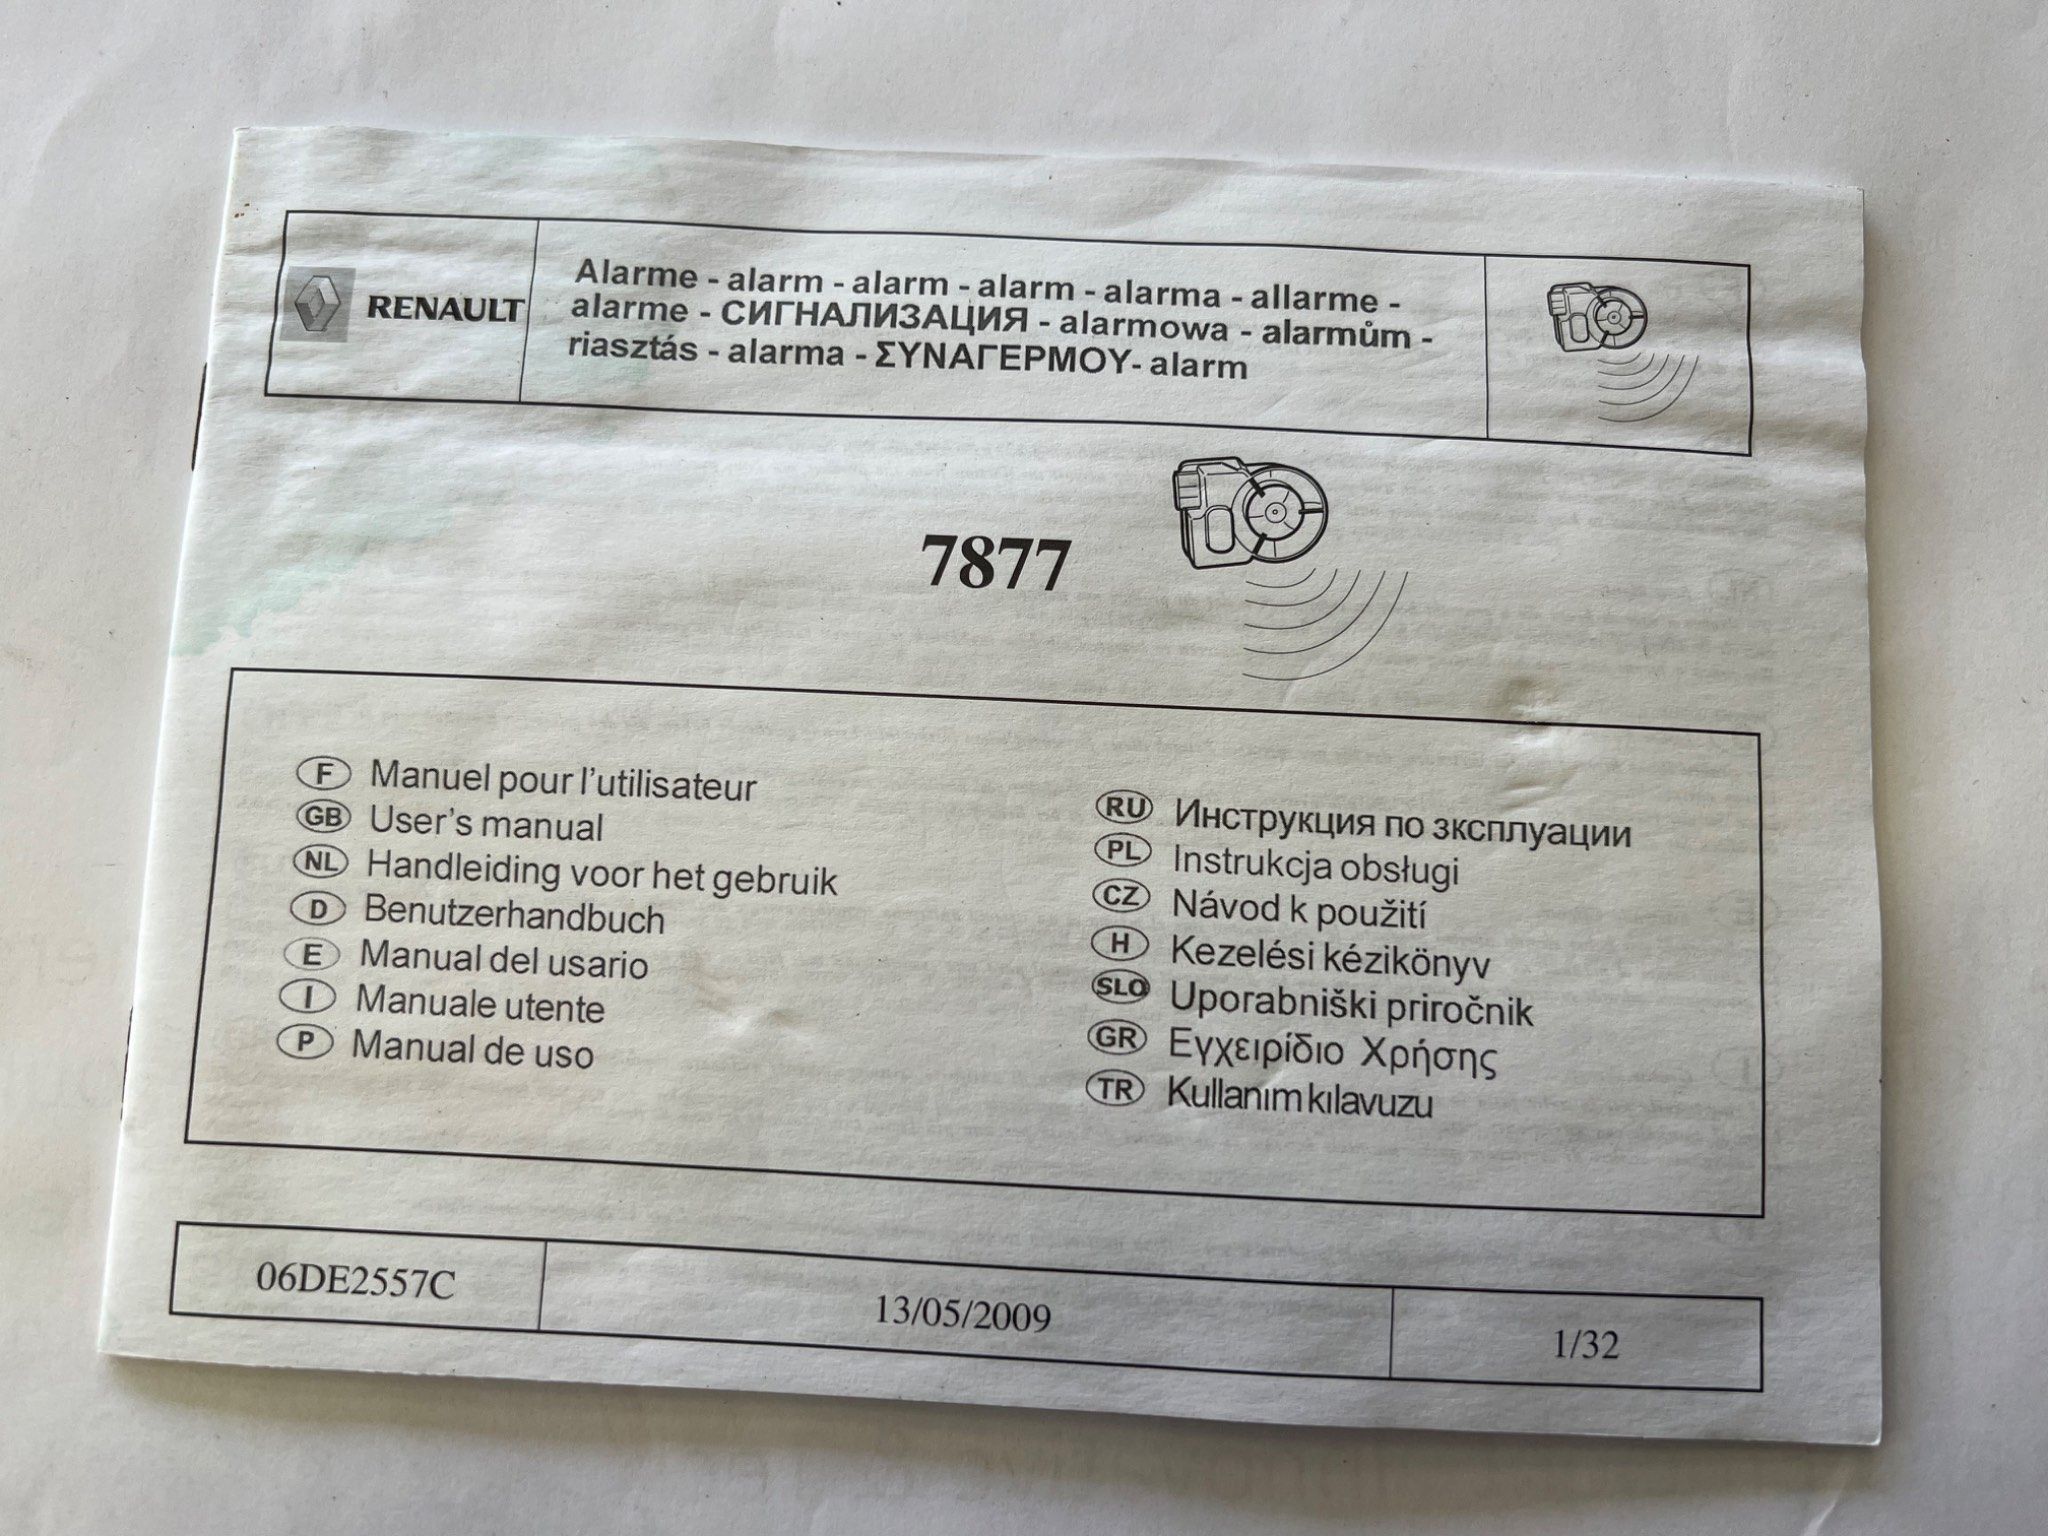 RENAULT
Alarme - alarm - alarm - alarm - alarma - allarme -
alarme - СИГНАЛИЗАЦИЯ - alarmowa - alarmům -
riasztás - alarma - ΣΥΝΑΓΕΡΜΟΥ- alarm
7877
F Manuel pour l'utilisateur
GB User's manual
NL Handleiding voor het gebruik
D Benutzerhandbuch
E Manual del usario
I Manuale utente
P Manual de uso
RU Инструкция по зксплуации
PL Instrukcja obsługi
CZ Návod k použití
H Kezelési kézikönyv
SLO Uporabniški priročnik
GR Εγχειρίδιο Χρήσης
TR Kullanım kılavuzu
06DE2557C
13/05/2009
1/32